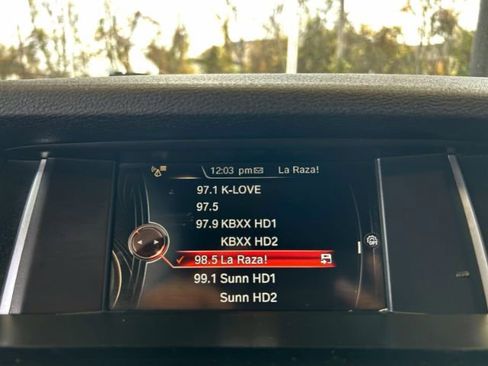 12:03 pm La Raza!
97.1 K-LOVE
97.5
97.9 KBXX HD1
KBXX HD2
98.5 La Raza!
99.1 Sunn HD1
Sunn HD2